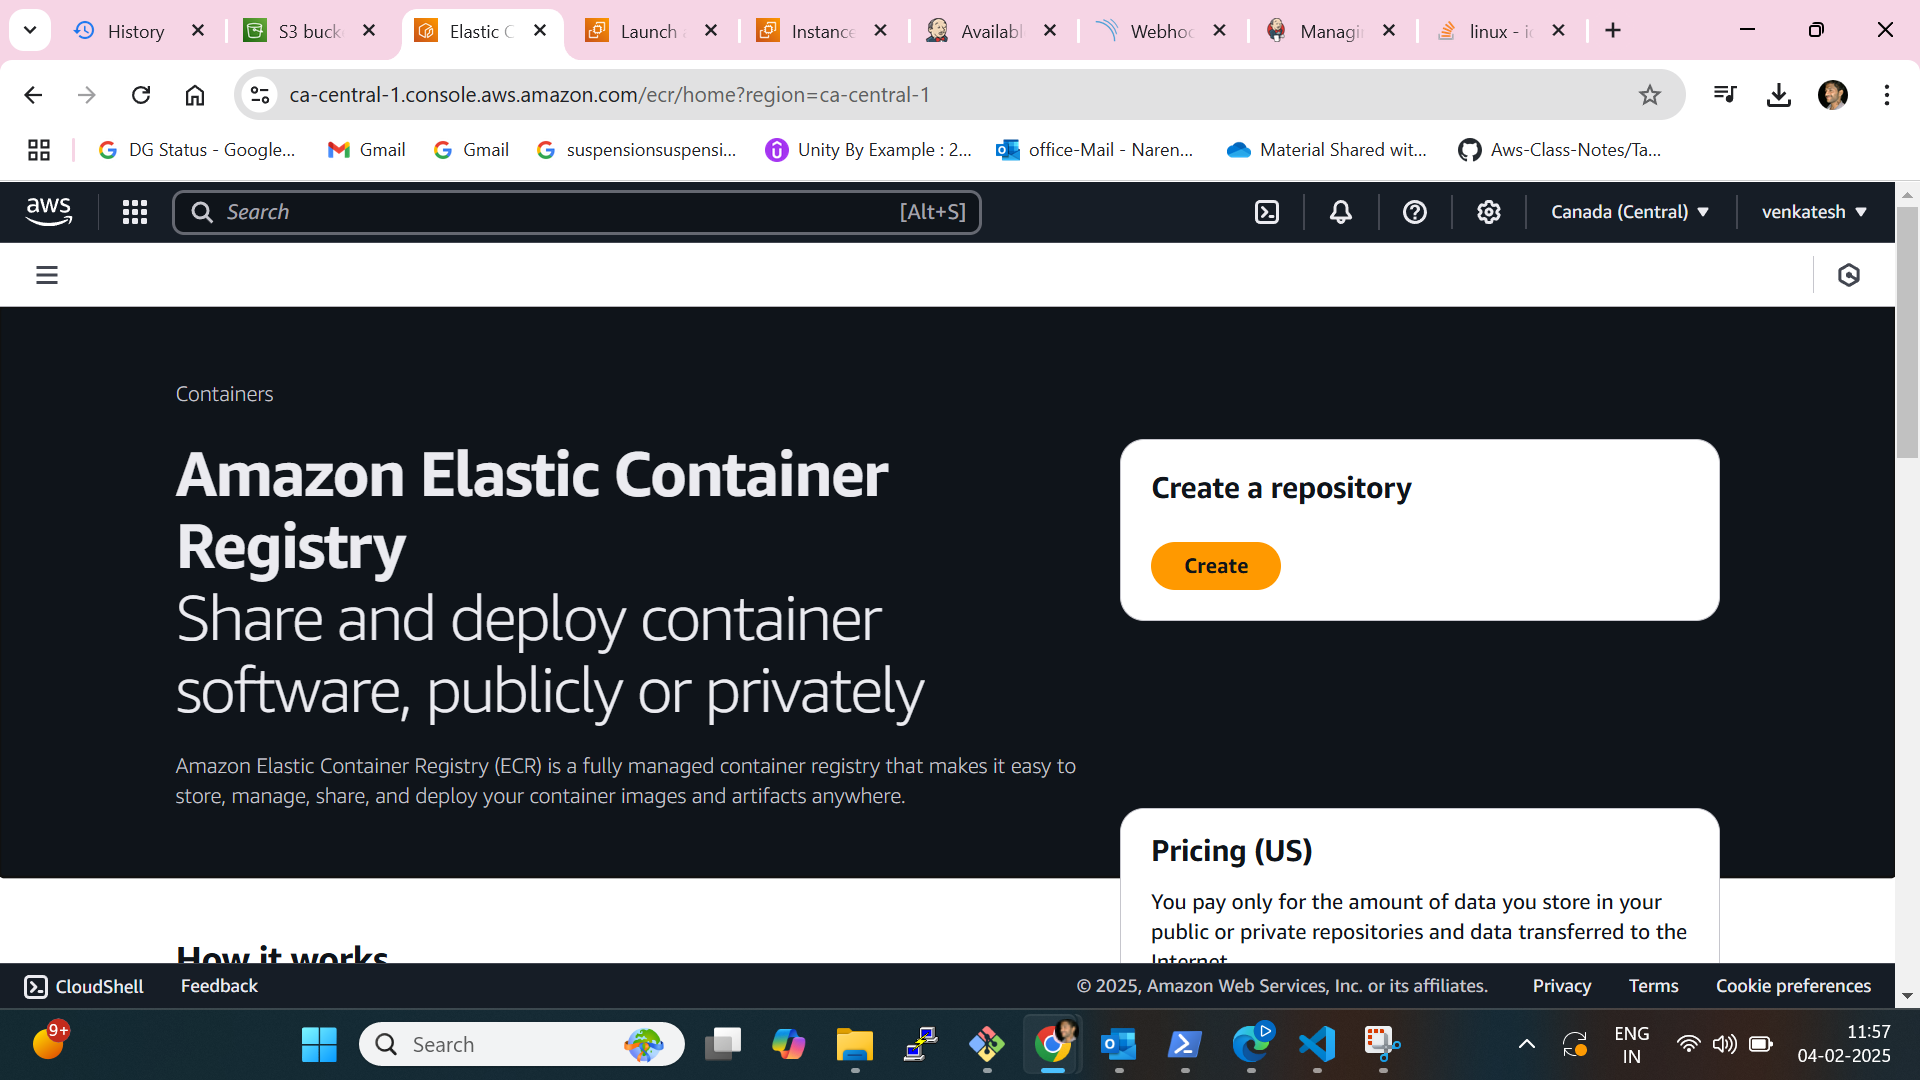 History
S3 buck
Elastic C
Launch
Instance
Availabl
Webhoo
Managi
linux - i
ca-central-1.console.aws.amazon.com/ecr/home?region=ca-central-1
DG Status - Google...
Gmail
Gmail
suspensionsuspensi...
Unity By Example : 2...
office-Mail - Naren...
Material Shared wit...
Aws-Class-Notes/Ta...
aws
Search
[Alt+S]
Canada (Central)
venkatesh
Containers
Amazon Elastic Container
Registry
Share and deploy container
software, publicly or privately
Amazon Elastic Container Registry (ECR) is a fully managed container registry that makes it easy to
store, manage, share, and deploy your container images and artifacts anywhere.
Create a repository
Create
Pricing (US)
You pay only for the amount of data you store in your
public or private repositories and data transferred to the
Internet
How it works
CloudShell
Feedback
© 2025, Amazon Web Services, Inc. or its affiliates.
Privacy
Terms
Cookie preferences
9+
Search
ENG
IN
11:57
04-02-2025